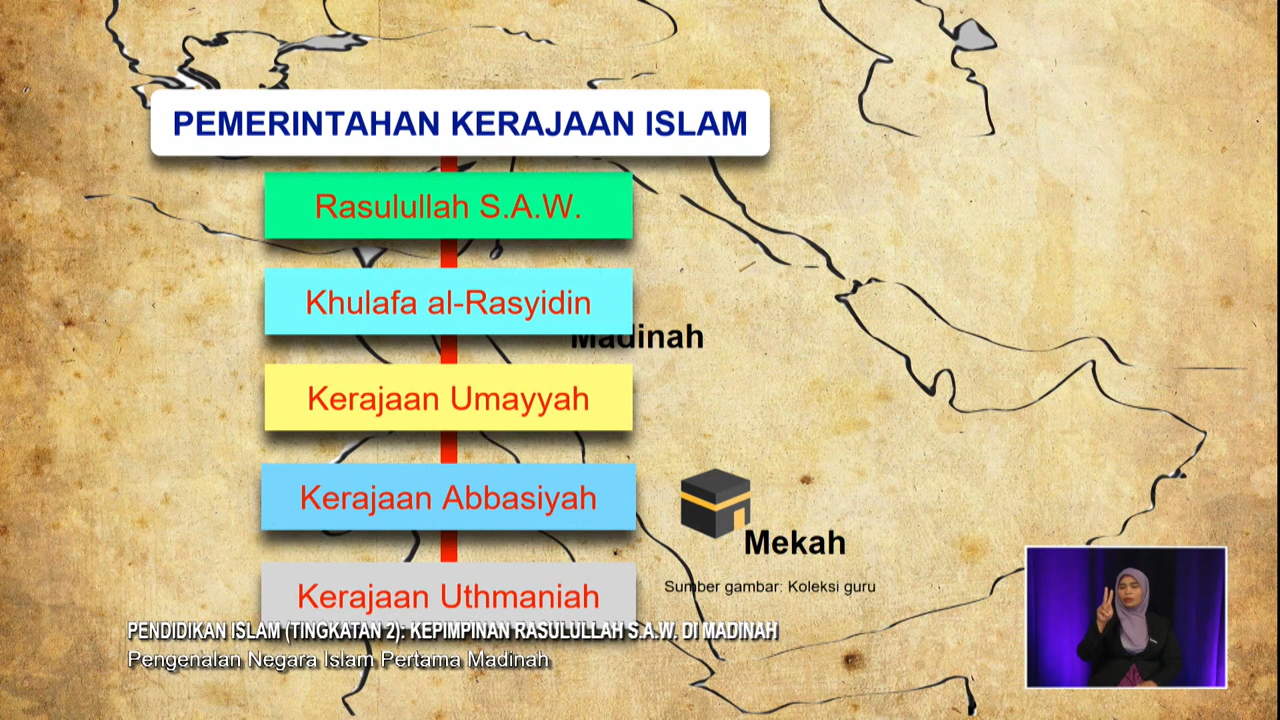 PEMERINTAHAN KERAJAAN ISLAM
Rasulullah S.A.W.
Khulafa al-Rasyidin
Madinah
Kerajaan Umayyah
Kerajaan Abbasiyah
Mekah
Sumber gambar: Koleksi guru
Kerajaan Uthmaniah
PENDIDIKAN ISLAM (TINGKATAN 2): KEPIMPINAN RASULULLAH S.A.W. DI MADINAH
Pengenalan Negara Islam Pertama Madinah